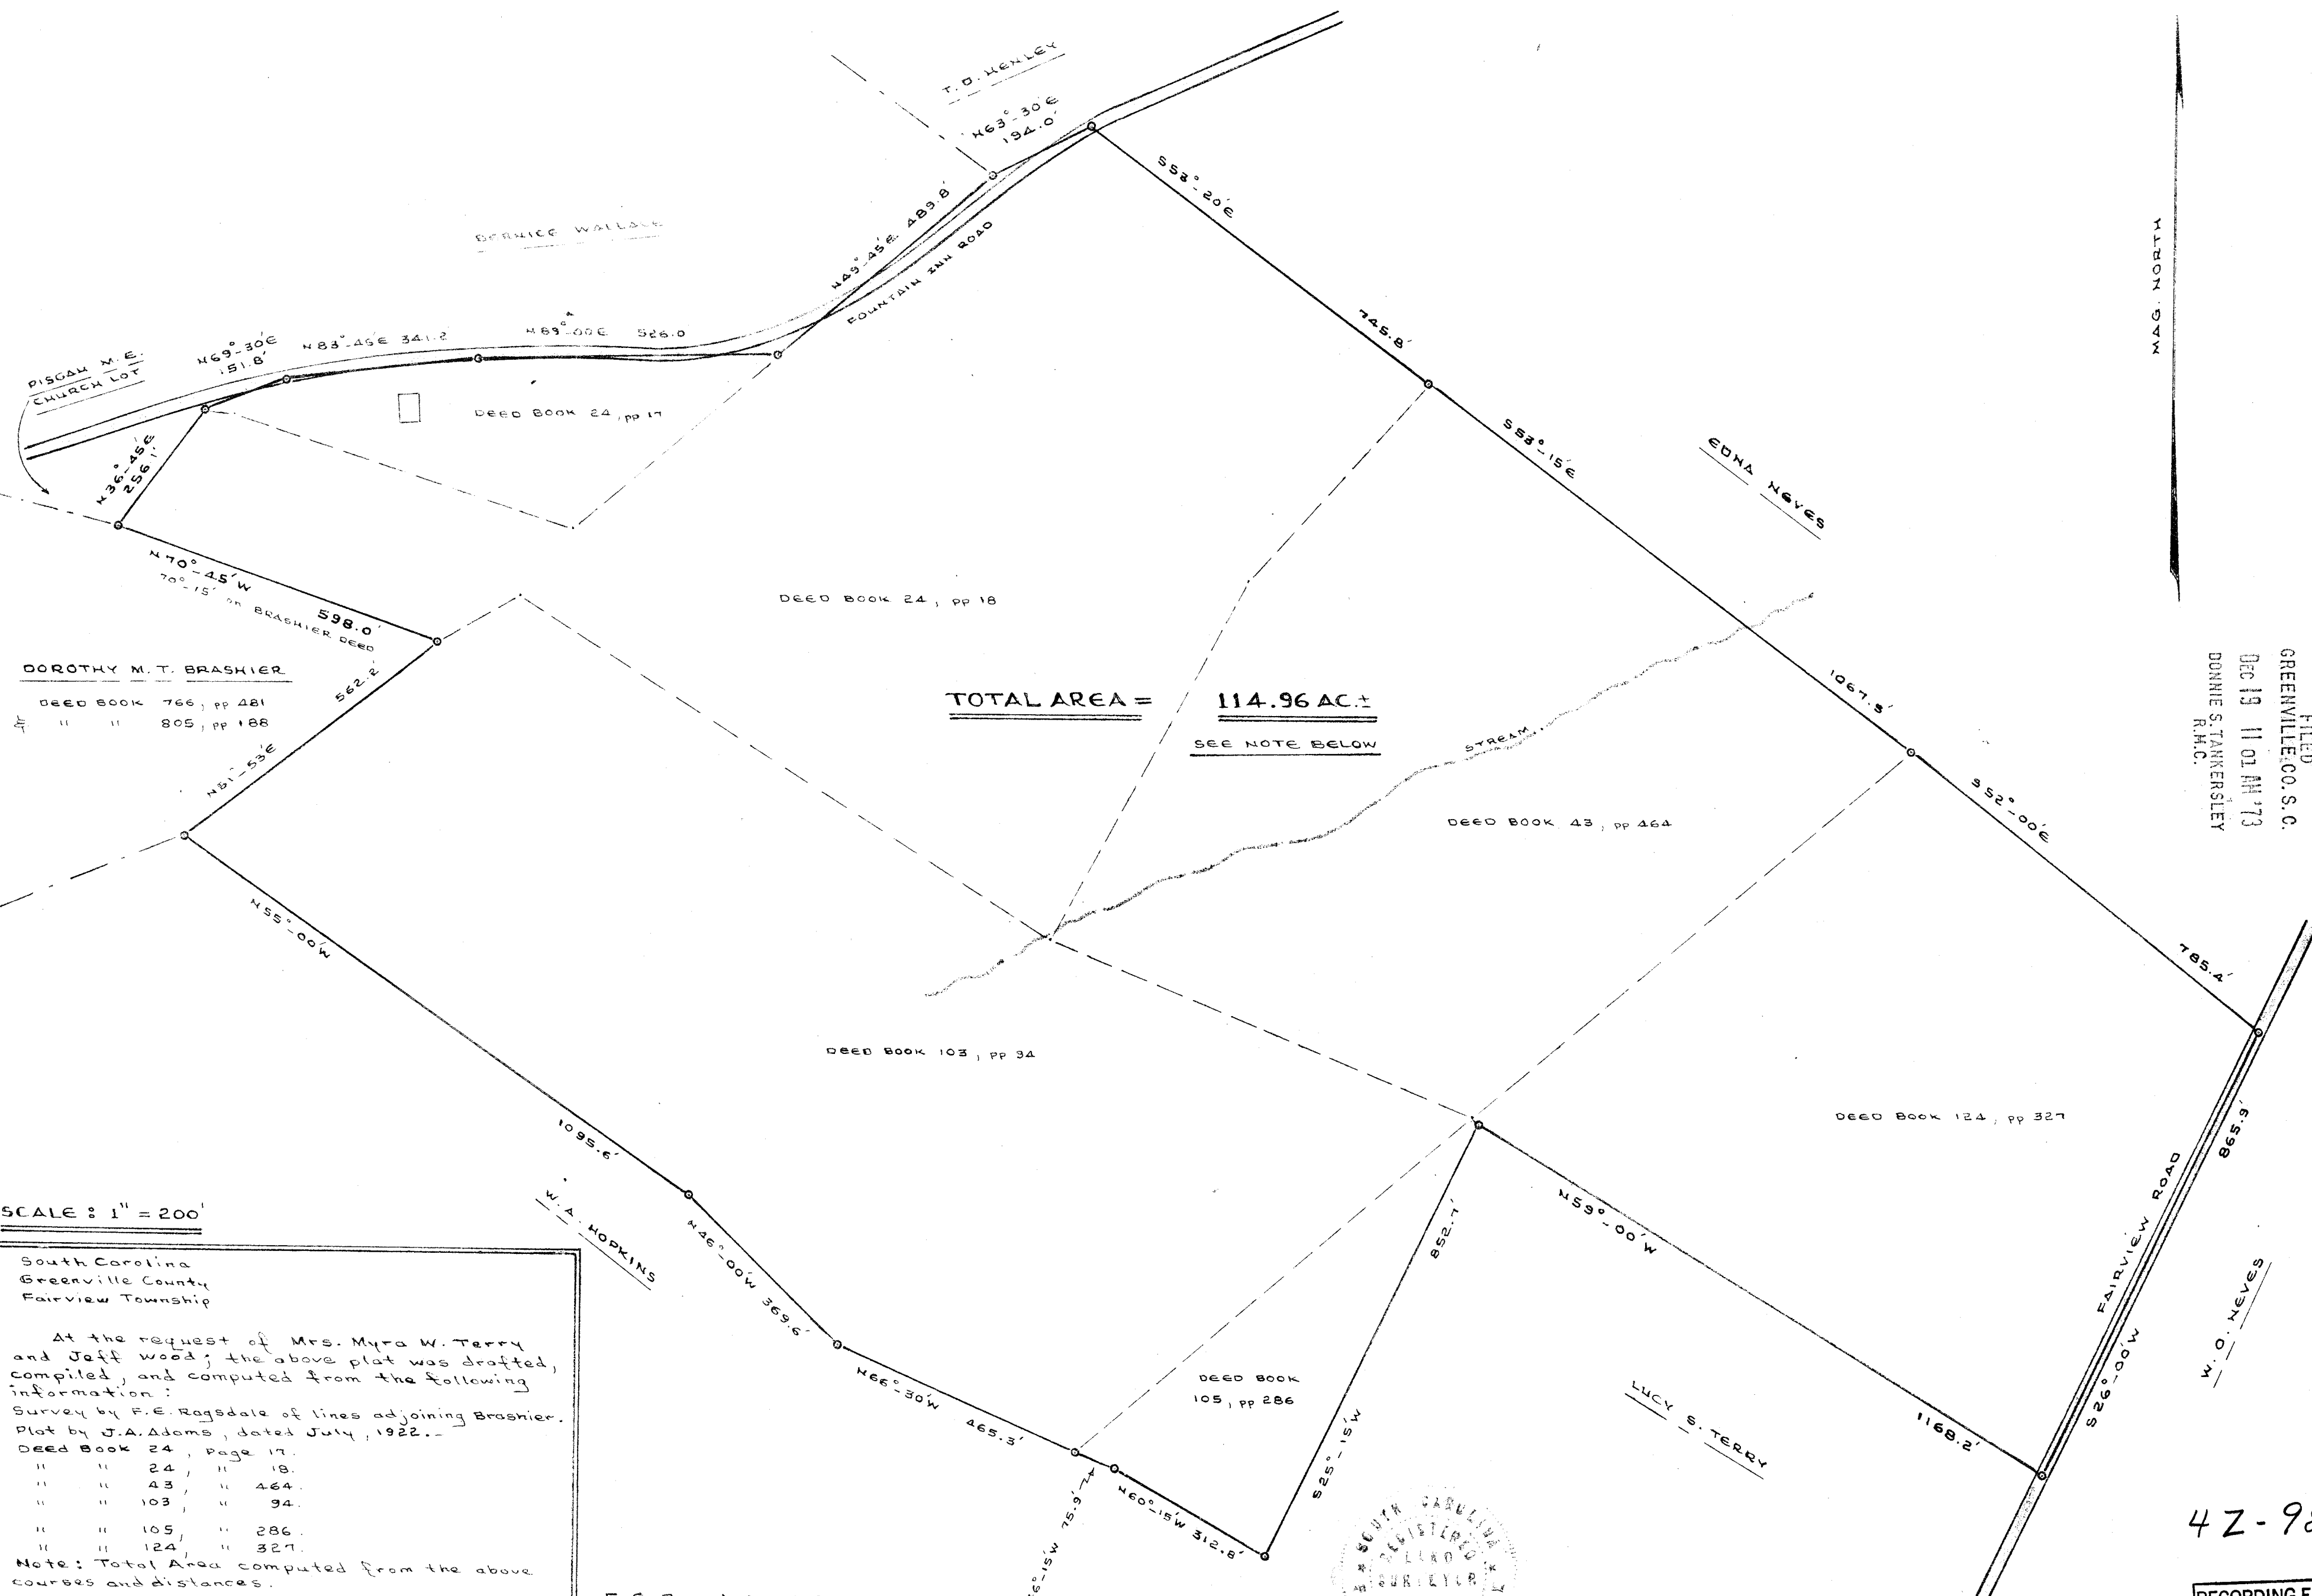 T. O. HENLEY
N63°-30'E
194.0'
S53°-20'E
745.8'
MAG. NORTH
BERNICE WALLACE
N49°-45'E 489.8'
FOUNTAIN INN ROAD
PISGAH M.E.
CHURCH LOT
N69°-30'E
151.8'
N83°-45'E 341.2'
N89°-00'E 526.0
DEED BOOK 24, pp 17
N36°-45'E
256.1'
S53°-15'E
1067.5'
EDNA NEVES
N70°-45'W
598.0'
70°-15' on BRASHIER DEED
DEED BOOK 24, pp 18
DOROTHY M. T. BRASHIER
DEED BOOK 766, pp 481
& " " 805, pp 188
N51°-53'E
562.2'
TOTAL AREA = 114.96 AC.±
SEE NOTE BELOW
STREAM
DEED BOOK 43, pp 464
FILED
GREENVILLE CO. S. C.
DEC 19 11 01 AM '73
DONNIE S. TANKERSLEY
R.M.C.
S52°-00'E
785.4'
N55°-00'W
1095.6'
DEED BOOK 103, pp 94
DEED BOOK 124, pp 327
FAIRVIEW ROAD
865.9'
S26°-00'W
W. O. NEVES
W. A. HOPKINS
N46°-00'W 369.6'
N66°-30'W 465.3'
DEED BOOK
105, pp 286
852.7'
S25°-15'W
N59°-00'W
1168.2'
LUCY S. TERRY
N60°-15'W 312.8'
6°-15'W 75.9'
SCALE : 1" = 200'
South Carolina
Greenville County
Fairview Township
At the request of Mrs. Myra W. Terry
and Jeff Wood; the above plat was drafted,
compiled, and computed from the following
information :
Survey by F.E. Ragsdale of lines adjoining Brashier.
Plat by J.A. Adams, dated July, 1922.-
Deed Book 24, Page 17.
" " 24, " 18.
" " 43, " 464.
" " 103, " 94.
" " 105, " 286.
" " 124, " 327.
Note: Total Area computed from the above
courses and distances.
SOUTH CAROLINA
REGISTERED
LAND
SURVEYOR
4Z-9
RECORDING F